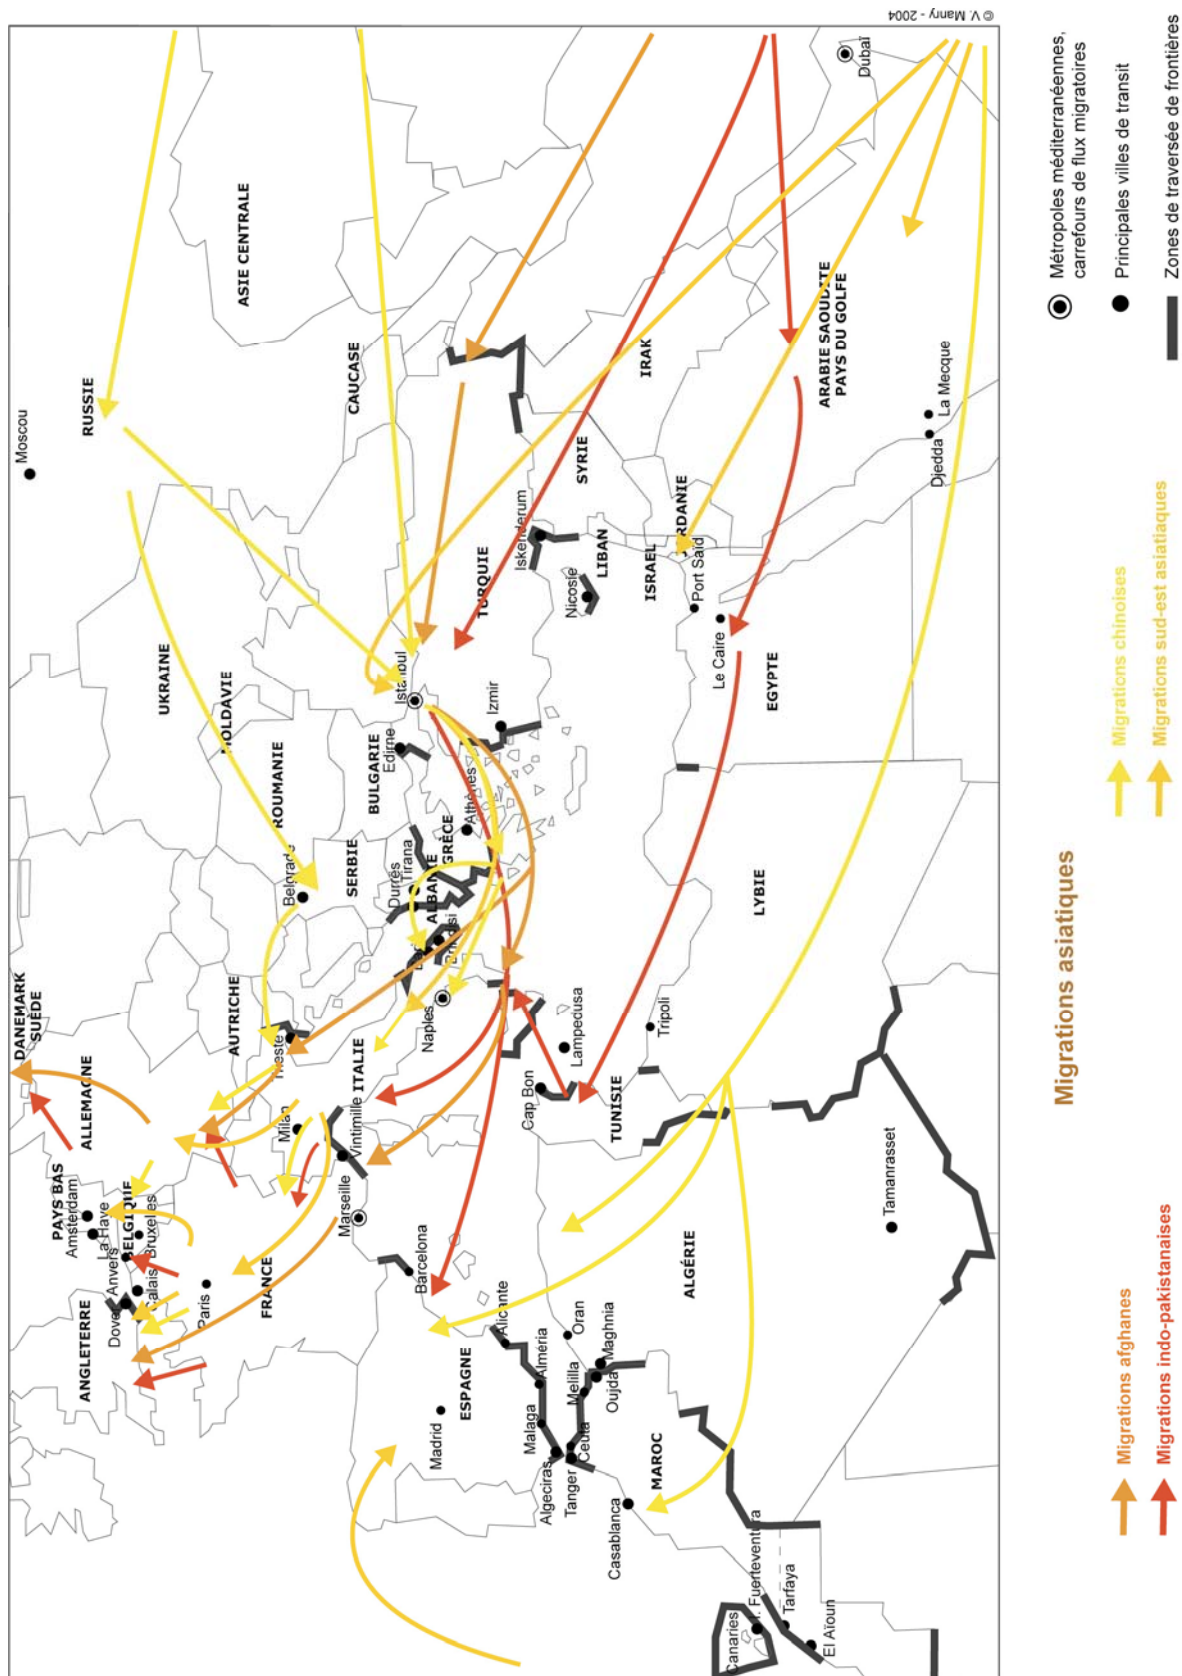 © V. Manry - 2004
Moscou
RUSSIE
ASIE CENTRALE
CAUCASE
UKRAINE
MOLDAVIE
ROUMANIE
BULGARIE
SERBIE
Belgrade
Istanbul
Edirne
TURQUIE
Izmir
Iskenderum
Nicosie
SYRIE
LIBAN
ISRAEL
JORDANIE
IRAK
ARABIE SAOUDITE
PAYS DU GOLFE
Dubaï
La Mecque
Djedda
Port Saïd
Le Caire
EGYPTE
LYBIE
Tripoli
Athènes
GRÈCE
Durrës
Tirana
ALBANIE
Brindisi
Naples
ITALIE
Trieste
AUTRICHE
DANEMARK
SUÈDE
ALLEMAGNE
PAYS BAS
Amsterdam
La Haye
BELGIQUE
Anvers
Bruxelles
Calais
Dover
ANGLETERRE
Paris
FRANCE
Milan
Vintimille
Marseille
Barcelona
Lampedusa
Cap Bon
TUNISIE
ALGÉRIE
Tamanrasset
Alicante
Alméria
Malaga
Algeciras
Madrid
ESPAGNE
Oran
Maghnia
Oujda
Melilla
Ceuta
Tanger
MAROC
Casablanca
I. Fuerteventura
Canaries
Tarfaya
El Aïoun
Migrations asiatiques
Migrations afghanes
Migrations indo-pakistanaises
Migrations chinoises
Migrations sud-est asiatiaques
Métropoles méditerranéennes,
carrefours de flux migratoires
Principales villes de transit
Zones de traversée de frontières